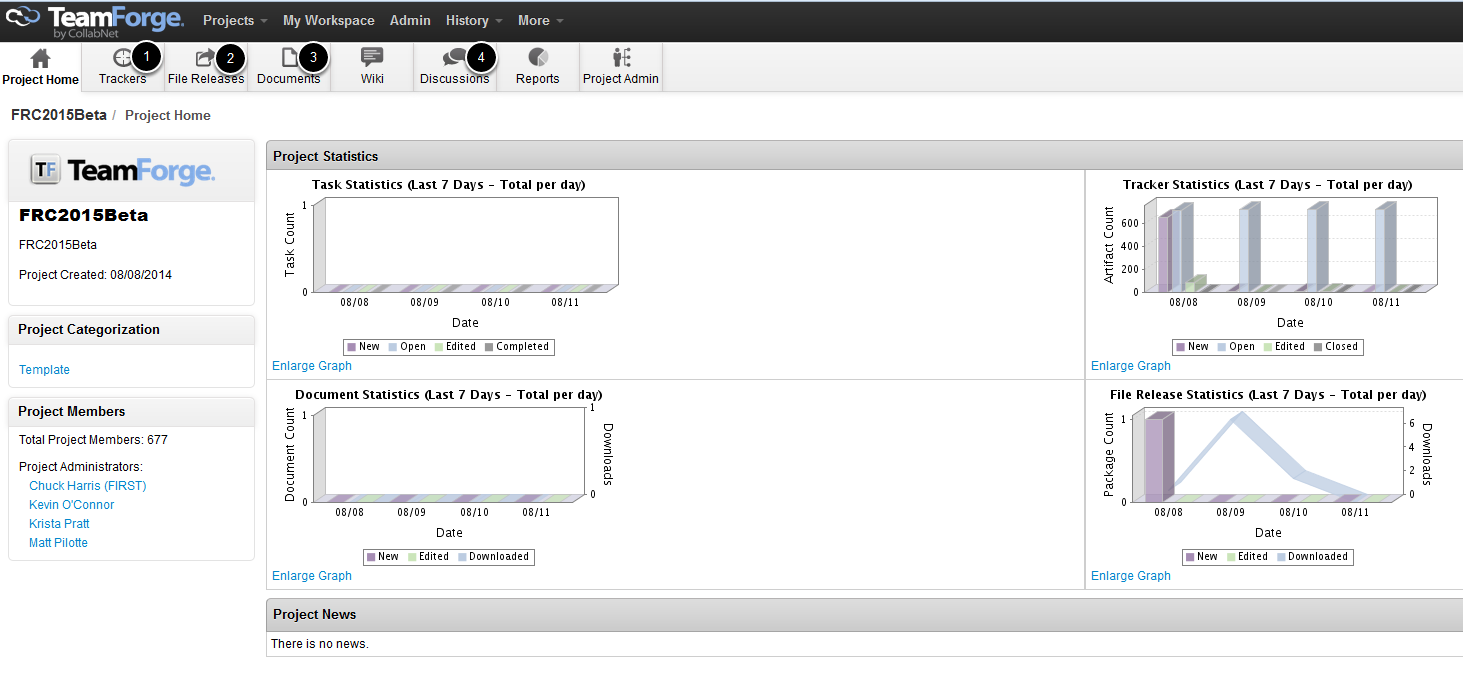 TeamForge. Projects My Workspace Admin History More
by CollabNet
1 2 3 4
Project Home Trackers File Releases Documents Wiki Discussions Reports Project Admin
FRC2015Beta / Project Home
TF TeamForge.
FRC2015Beta
FRC2015Beta
Project Created: 08/08/2014
Project Categorization
Template
Project Members
Total Project Members: 677
Project Administrators:
Chuck Harris (FIRST)
Kevin O'Connor
Krista Pratt
Matt Pilotte
Project Statistics
Task Statistics (Last 7 Days - Total per day)
Task Count
1
0
08/08 08/09 08/10 08/11
Date
New Open Edited Completed
Enlarge Graph
Tracker Statistics (Last 7 Days - Total per day)
Artifact Count
600
400
200
0
08/08 08/09 08/10 08/11
Date
New Open Edited Closed
Enlarge Graph
Document Statistics (Last 7 Days - Total per day)
Document Count
1
0
1
0
Downloads
08/08 08/09 08/10 08/11
Date
New Edited Downloaded
Enlarge Graph
File Release Statistics (Last 7 Days - Total per day)
Package Count
1
0
6
4
2
0
Downloads
08/08 08/09 08/10 08/11
Date
New Edited Downloaded
Enlarge Graph
Project News
There is no news.